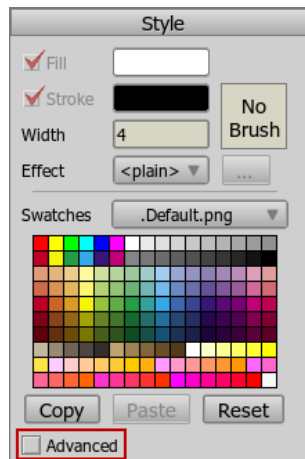 Style
Fill
Stroke
No Brush
Width 4
Effect <plain> ...
Swatches .Default.png
Copy Paste Reset
Advanced